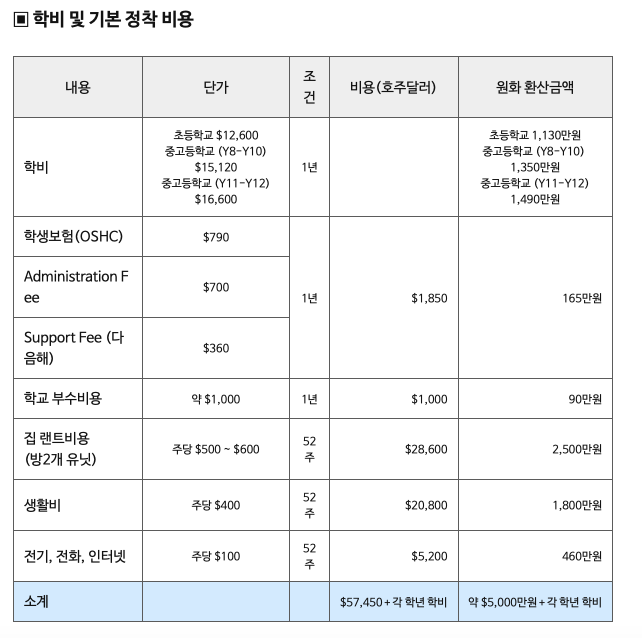 ▣ 학비 및 기본 정착 비용
내용 단가 조건 비용(호주달러) 원화 환산금액
학비
초등학교 $12,600
중고등학교 (Y8-Y10)
$15,120
중고등학교 (Y11-Y12)
$16,600
1년
초등학교 1,130만원
중고등학교 (Y8-Y10)
1,350만원
중고등학교 (Y11-Y12)
1,490만원
학생보험(OSHC) $790
Administration F
ee
$700
Support Fee (다
음해)
$360
1년 $1,850 165만원
학교 부수비용 약 $1,000 1년 $1,000 90만원
집 랜트비용
(방2개 유닛)
주당 $500 ~ $600
52
주
$28,600 2,500만원
생활비 주당 $400
52
주
$20,800 1,800만원
전기, 전화, 인터넷 주당 $100
52
주
$5,200 460만원
소계 $57,450 + 각 학년 학비 약 $5,000만원 + 각 학년 학비